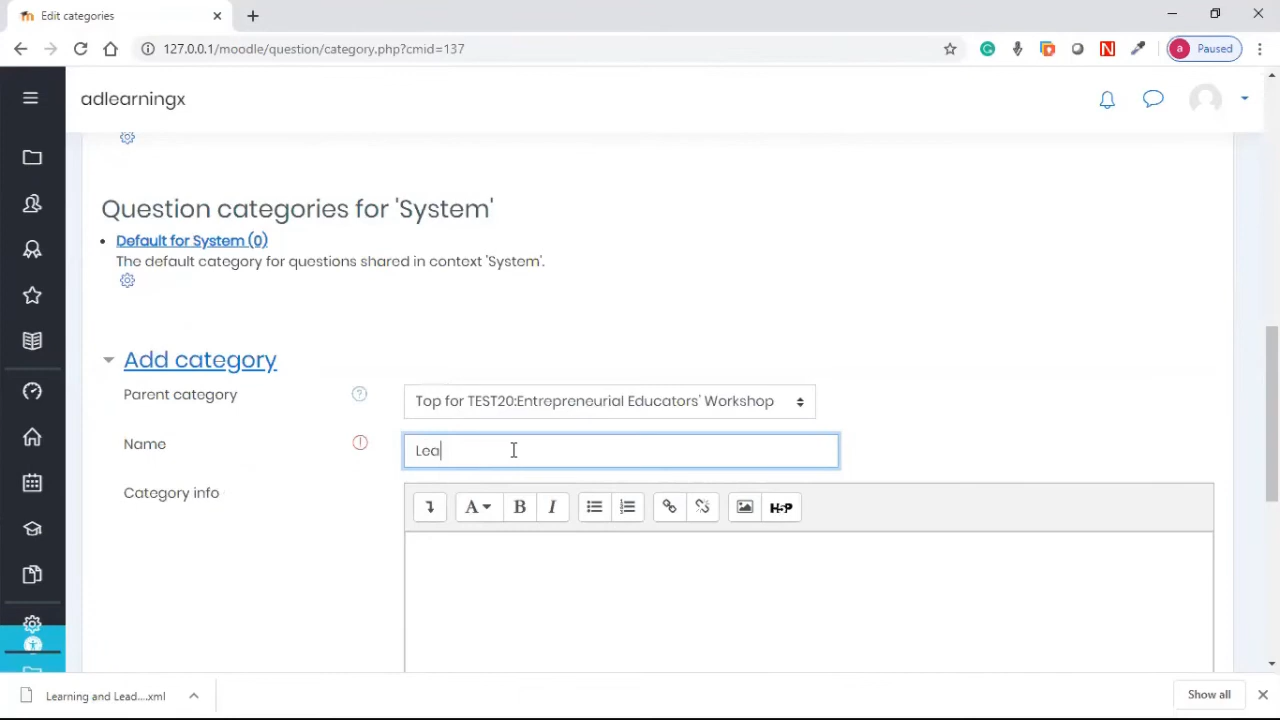 Edit categories
127.0.0.1/moodle/question/category.php?cmid=137
N
a Paused
adlearningx
Question categories for 'System'
Default for System (0)
The default category for questions shared in context 'System'.
Add category
Parent category
Top for TEST20:Entrepreneurial Educators' Workshop
Name
Lea
Category info
A B I H5P
Learning and Lead....xml
Show all